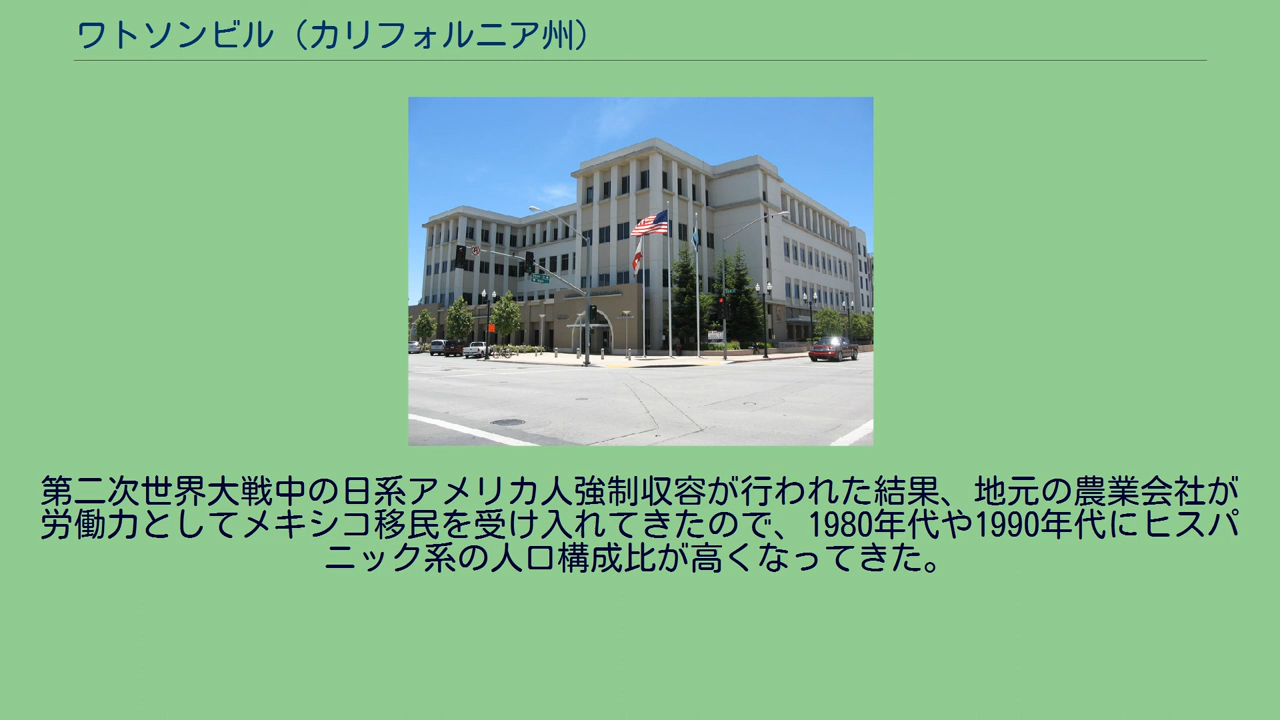 ワトソンビル（カリフォルニア州）
第二次世界大戦中の日系アメリカ人強制収容が行われた結果、地元の農業会社が
労働力としてメキシコ移民を受け入れてきたので、1980年代や1990年代にヒスパ
ニック系の人口構成比が高くなってきた。